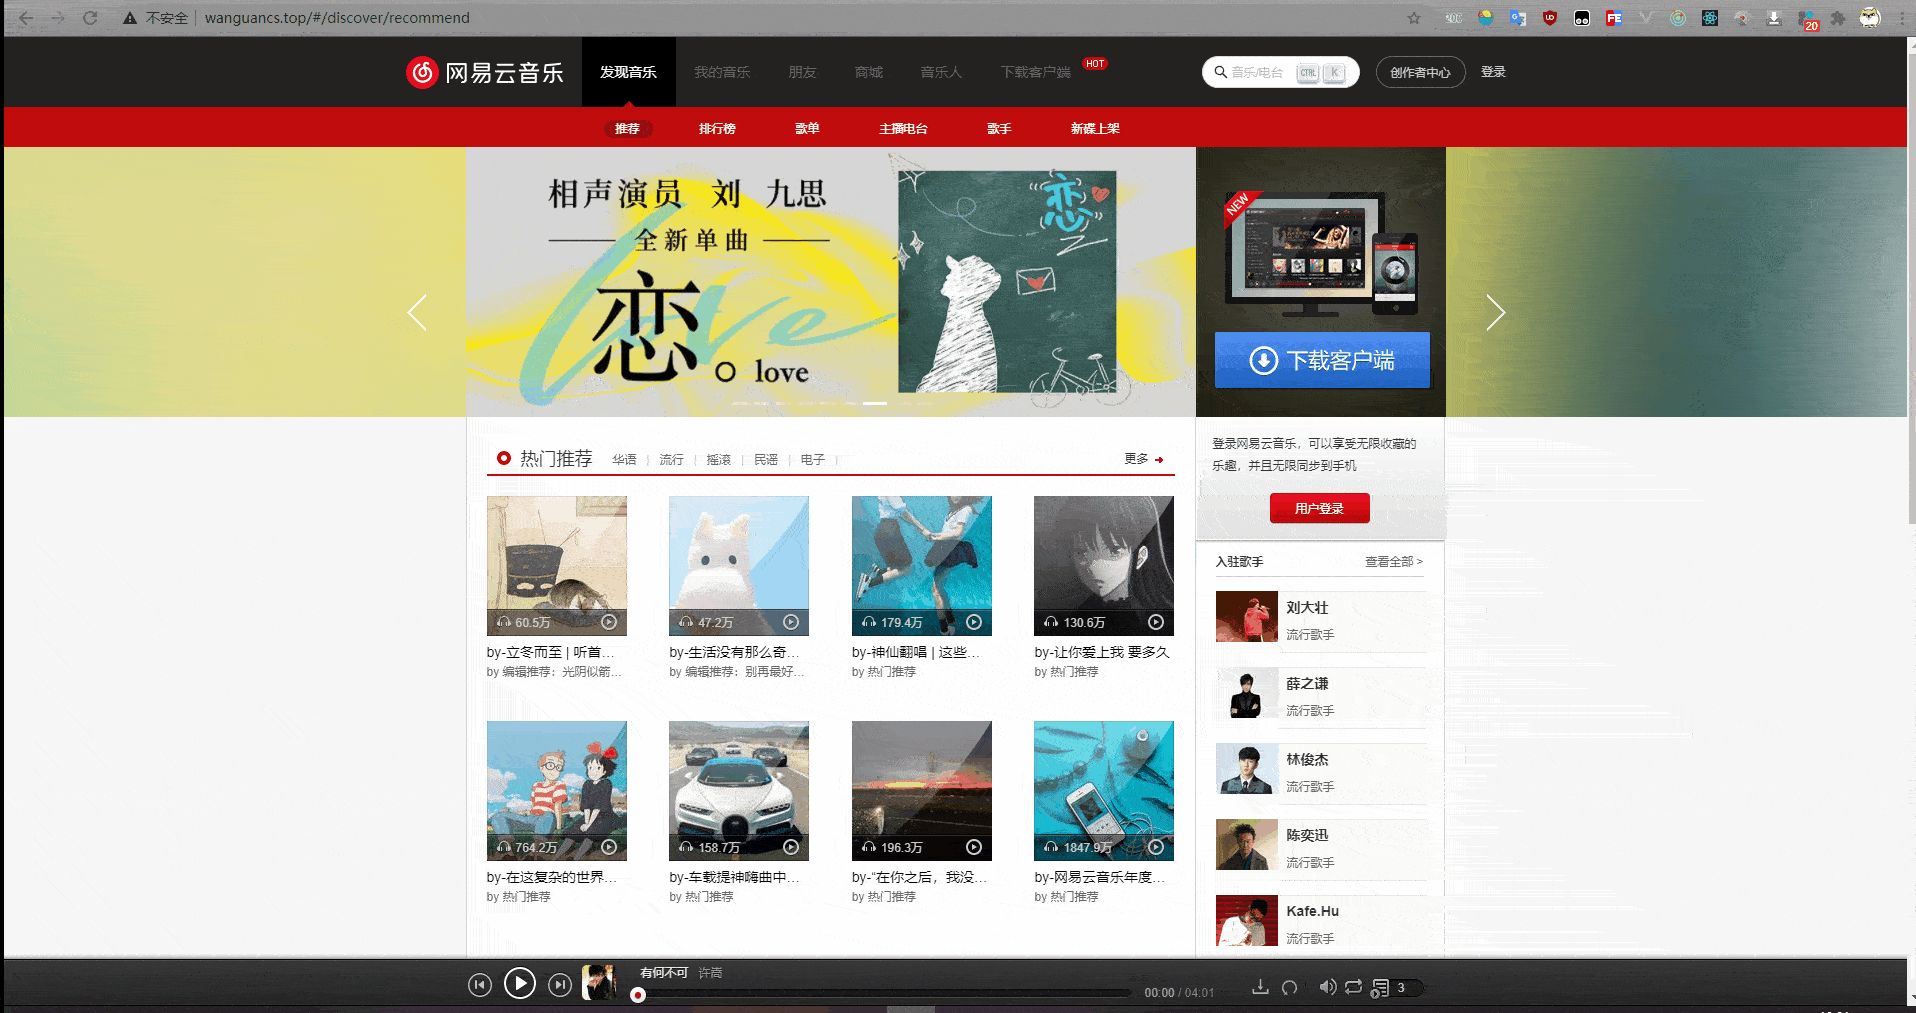 不安全 | wanguancs.top/#/discover/recommend
20
网易云音乐
发现音乐 我的音乐 朋友 商城 音乐人 下载客户端 HOT
音乐/电台 CTRL K
创作者中心 登录
推荐 排行榜 歌单 主播电台 歌手 新碟上架
相声演员 刘 九思
全新单曲
恋。love
恋
NEW
下载客户端
热门推荐 华语 | 流行 | 摇滚 | 民谣 | 电子 | 更多
60.5万 47.2万 179.4万 130.6万
by-立冬而至 | 听首... by-生活没有那么奇... by-神仙翻唱 | 这些... by-让你爱上我 要多久
by 编辑推荐：光阴似箭... by 编辑推荐：别再最好... by 热门推荐 by 热门推荐
764.2万 158.7万 196.3万 1847.9万
by-在这复杂的世界... by-车载提神嗨曲中... by-“在你之后，我没... by-网易云音乐年度...
by 热门推荐 by 热门推荐 by 热门推荐 by 热门推荐
登录网易云音乐，可以享受无限收藏的
乐趣，并且无限同步到手机
用户登录
入驻歌手 查看全部 >
刘大壮
流行歌手
薛之谦
流行歌手
林俊杰
流行歌手
陈奕迅
流行歌手
Kafe.Hu
流行歌手
有何不可 许嵩
00:00 / 04:01
3